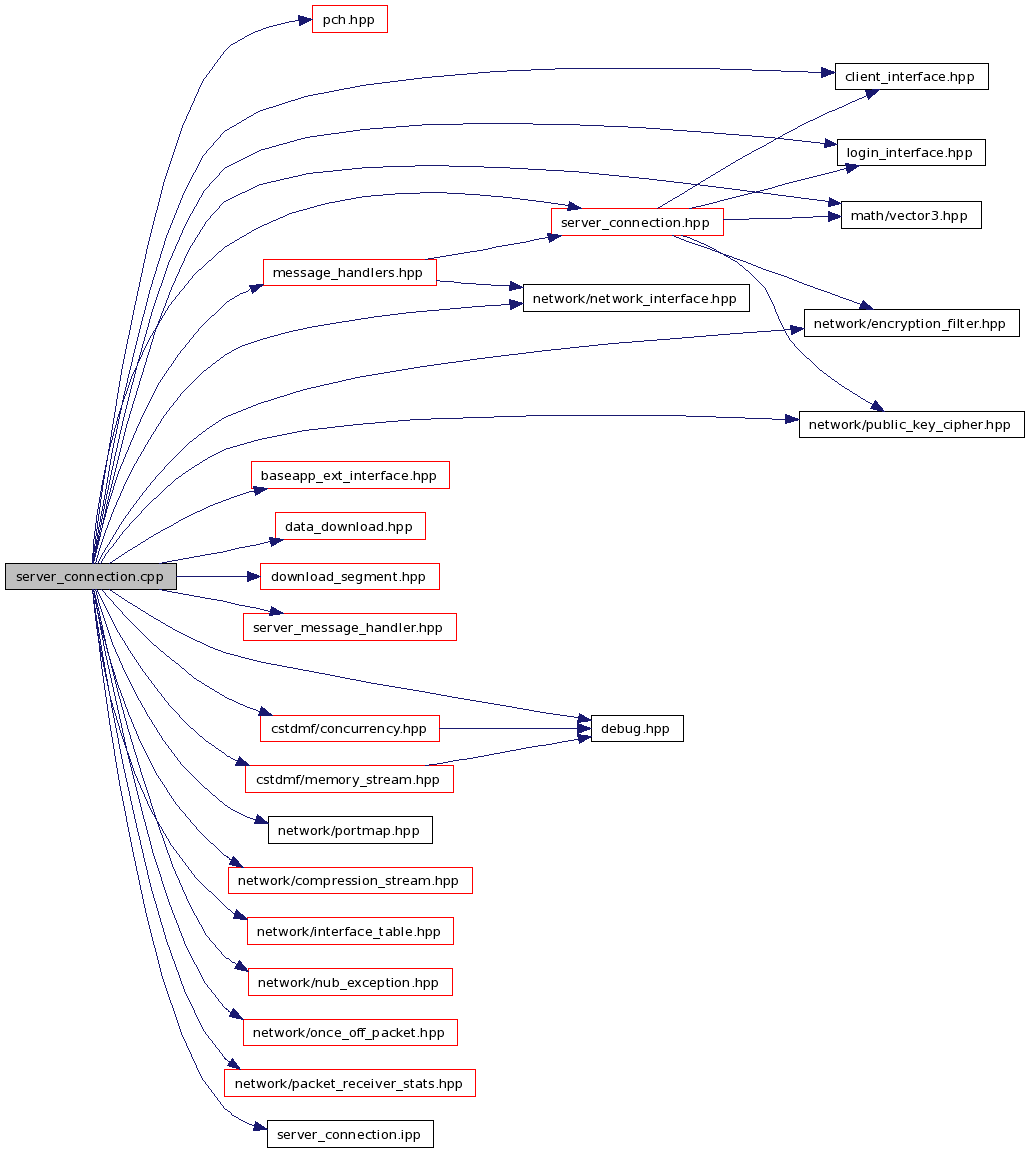 pch.hpp
client_interface.hpp
login_interface.hpp
math/vector3.hpp
server_connection.hpp
message_handlers.hpp
network/network_interface.hpp
network/encryption_filter.hpp
network/public_key_cipher.hpp
baseapp_ext_interface.hpp
data_download.hpp
server_connection.cpp
download_segment.hpp
server_message_handler.hpp
cstdmf/concurrency.hpp
debug.hpp
cstdmf/memory_stream.hpp
network/portmap.hpp
network/compression_stream.hpp
network/interface_table.hpp
network/nub_exception.hpp
network/once_off_packet.hpp
network/packet_receiver_stats.hpp
server_connection.ipp